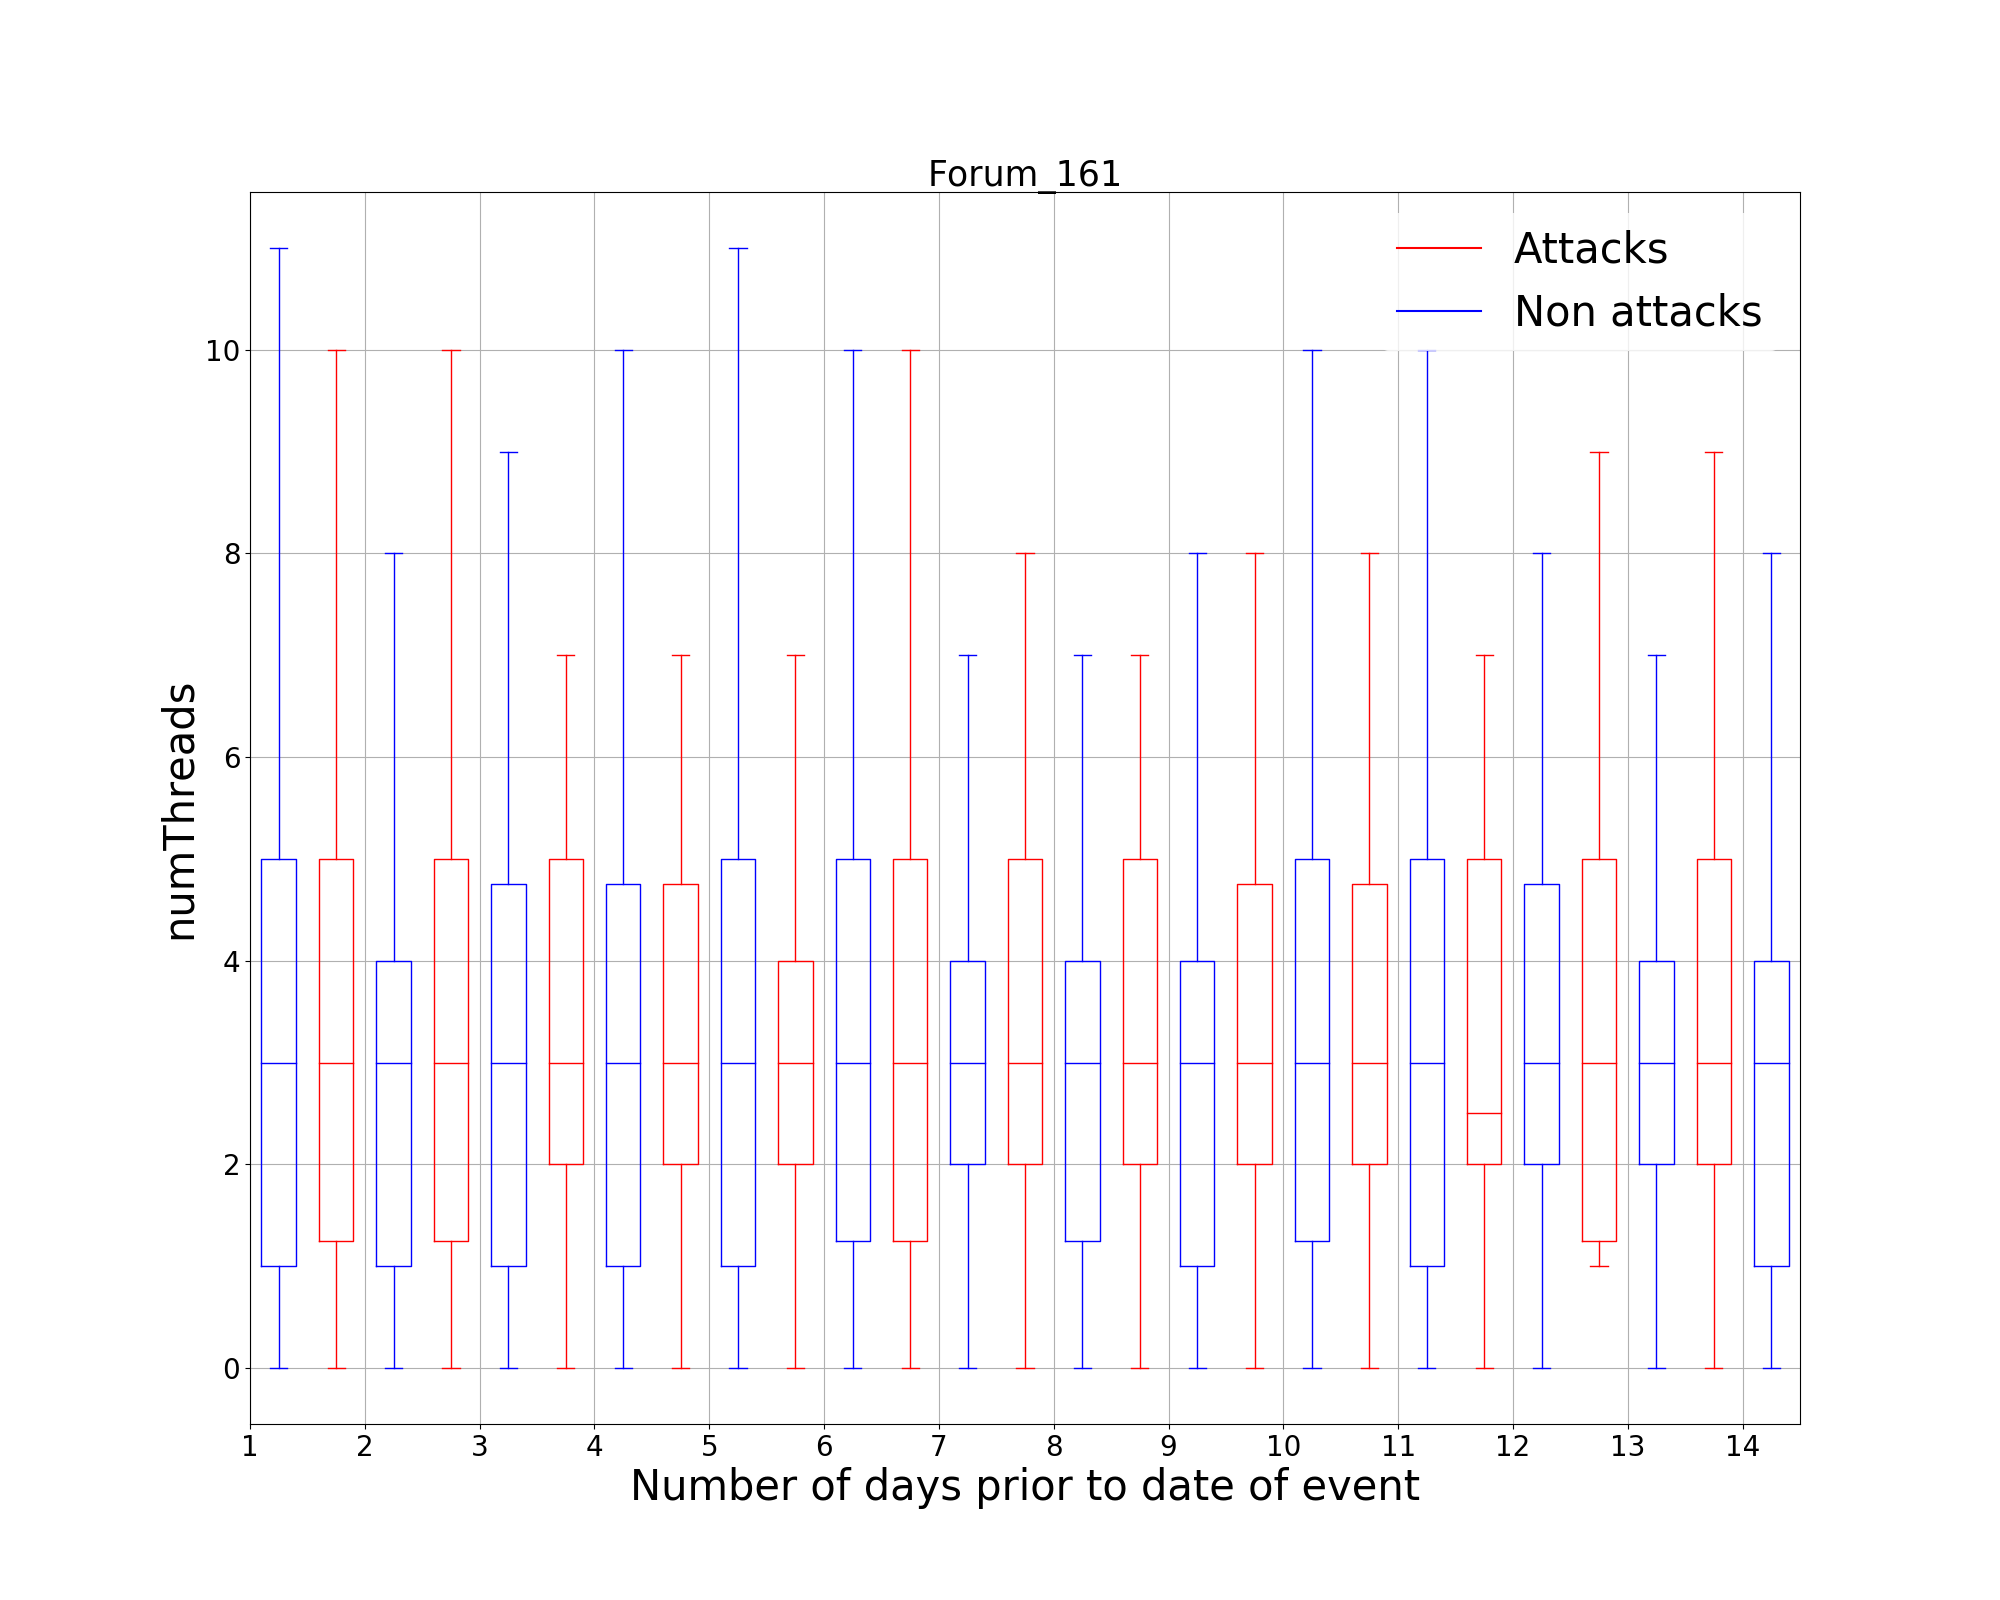 Forum_161
Attacks
Non attacks
numThreads
10
8
6
4
2
0
1 2 3 4 5 6 7 8 9 10 11 12 13 14
Number of days prior to date of event